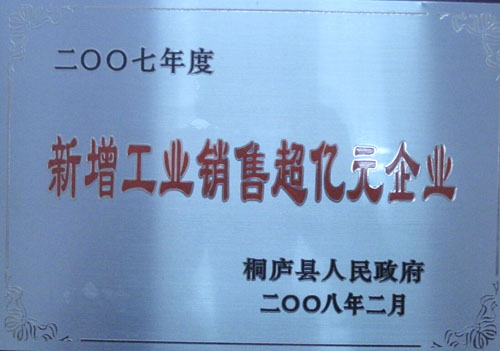 二〇〇七年度
新增工业销售超亿元企业
桐庐县人民政府
二〇〇八年二月